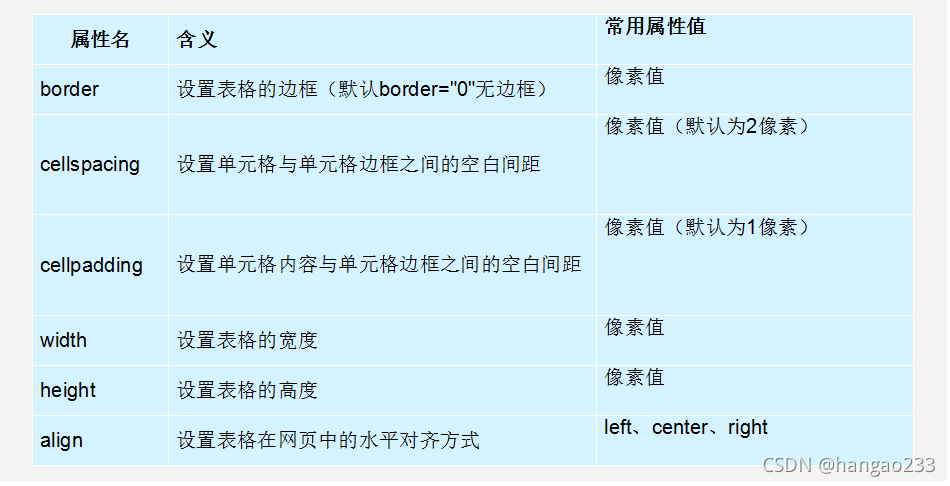 属性名 含义 常用属性值
border 设置表格的边框（默认border="0"无边框） 像素值
cellspacing 设置单元格与单元格边框之间的空白间距 像素值（默认为2像素）
cellpadding 设置单元格内容与单元格边框之间的空白间距 像素值（默认为1像素）
width 设置表格的宽度 像素值
height 设置表格的高度 像素值
align 设置表格在网页中的水平对齐方式 left、center、right
CSDN @hangao233